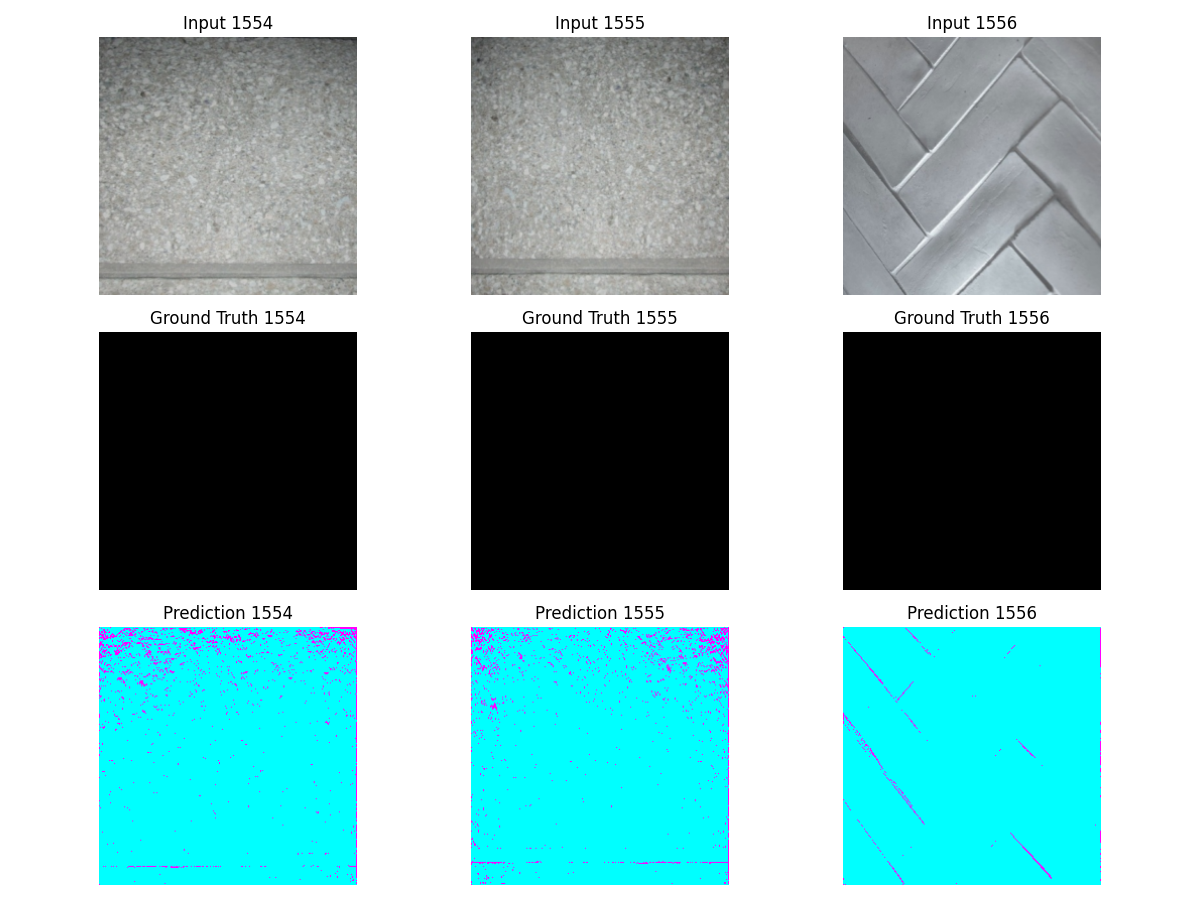 Input 1554
Input 1555
Input 1556
Ground Truth 1554
Ground Truth 1555
Ground Truth 1556
Prediction 1554
Prediction 1555
Prediction 1556